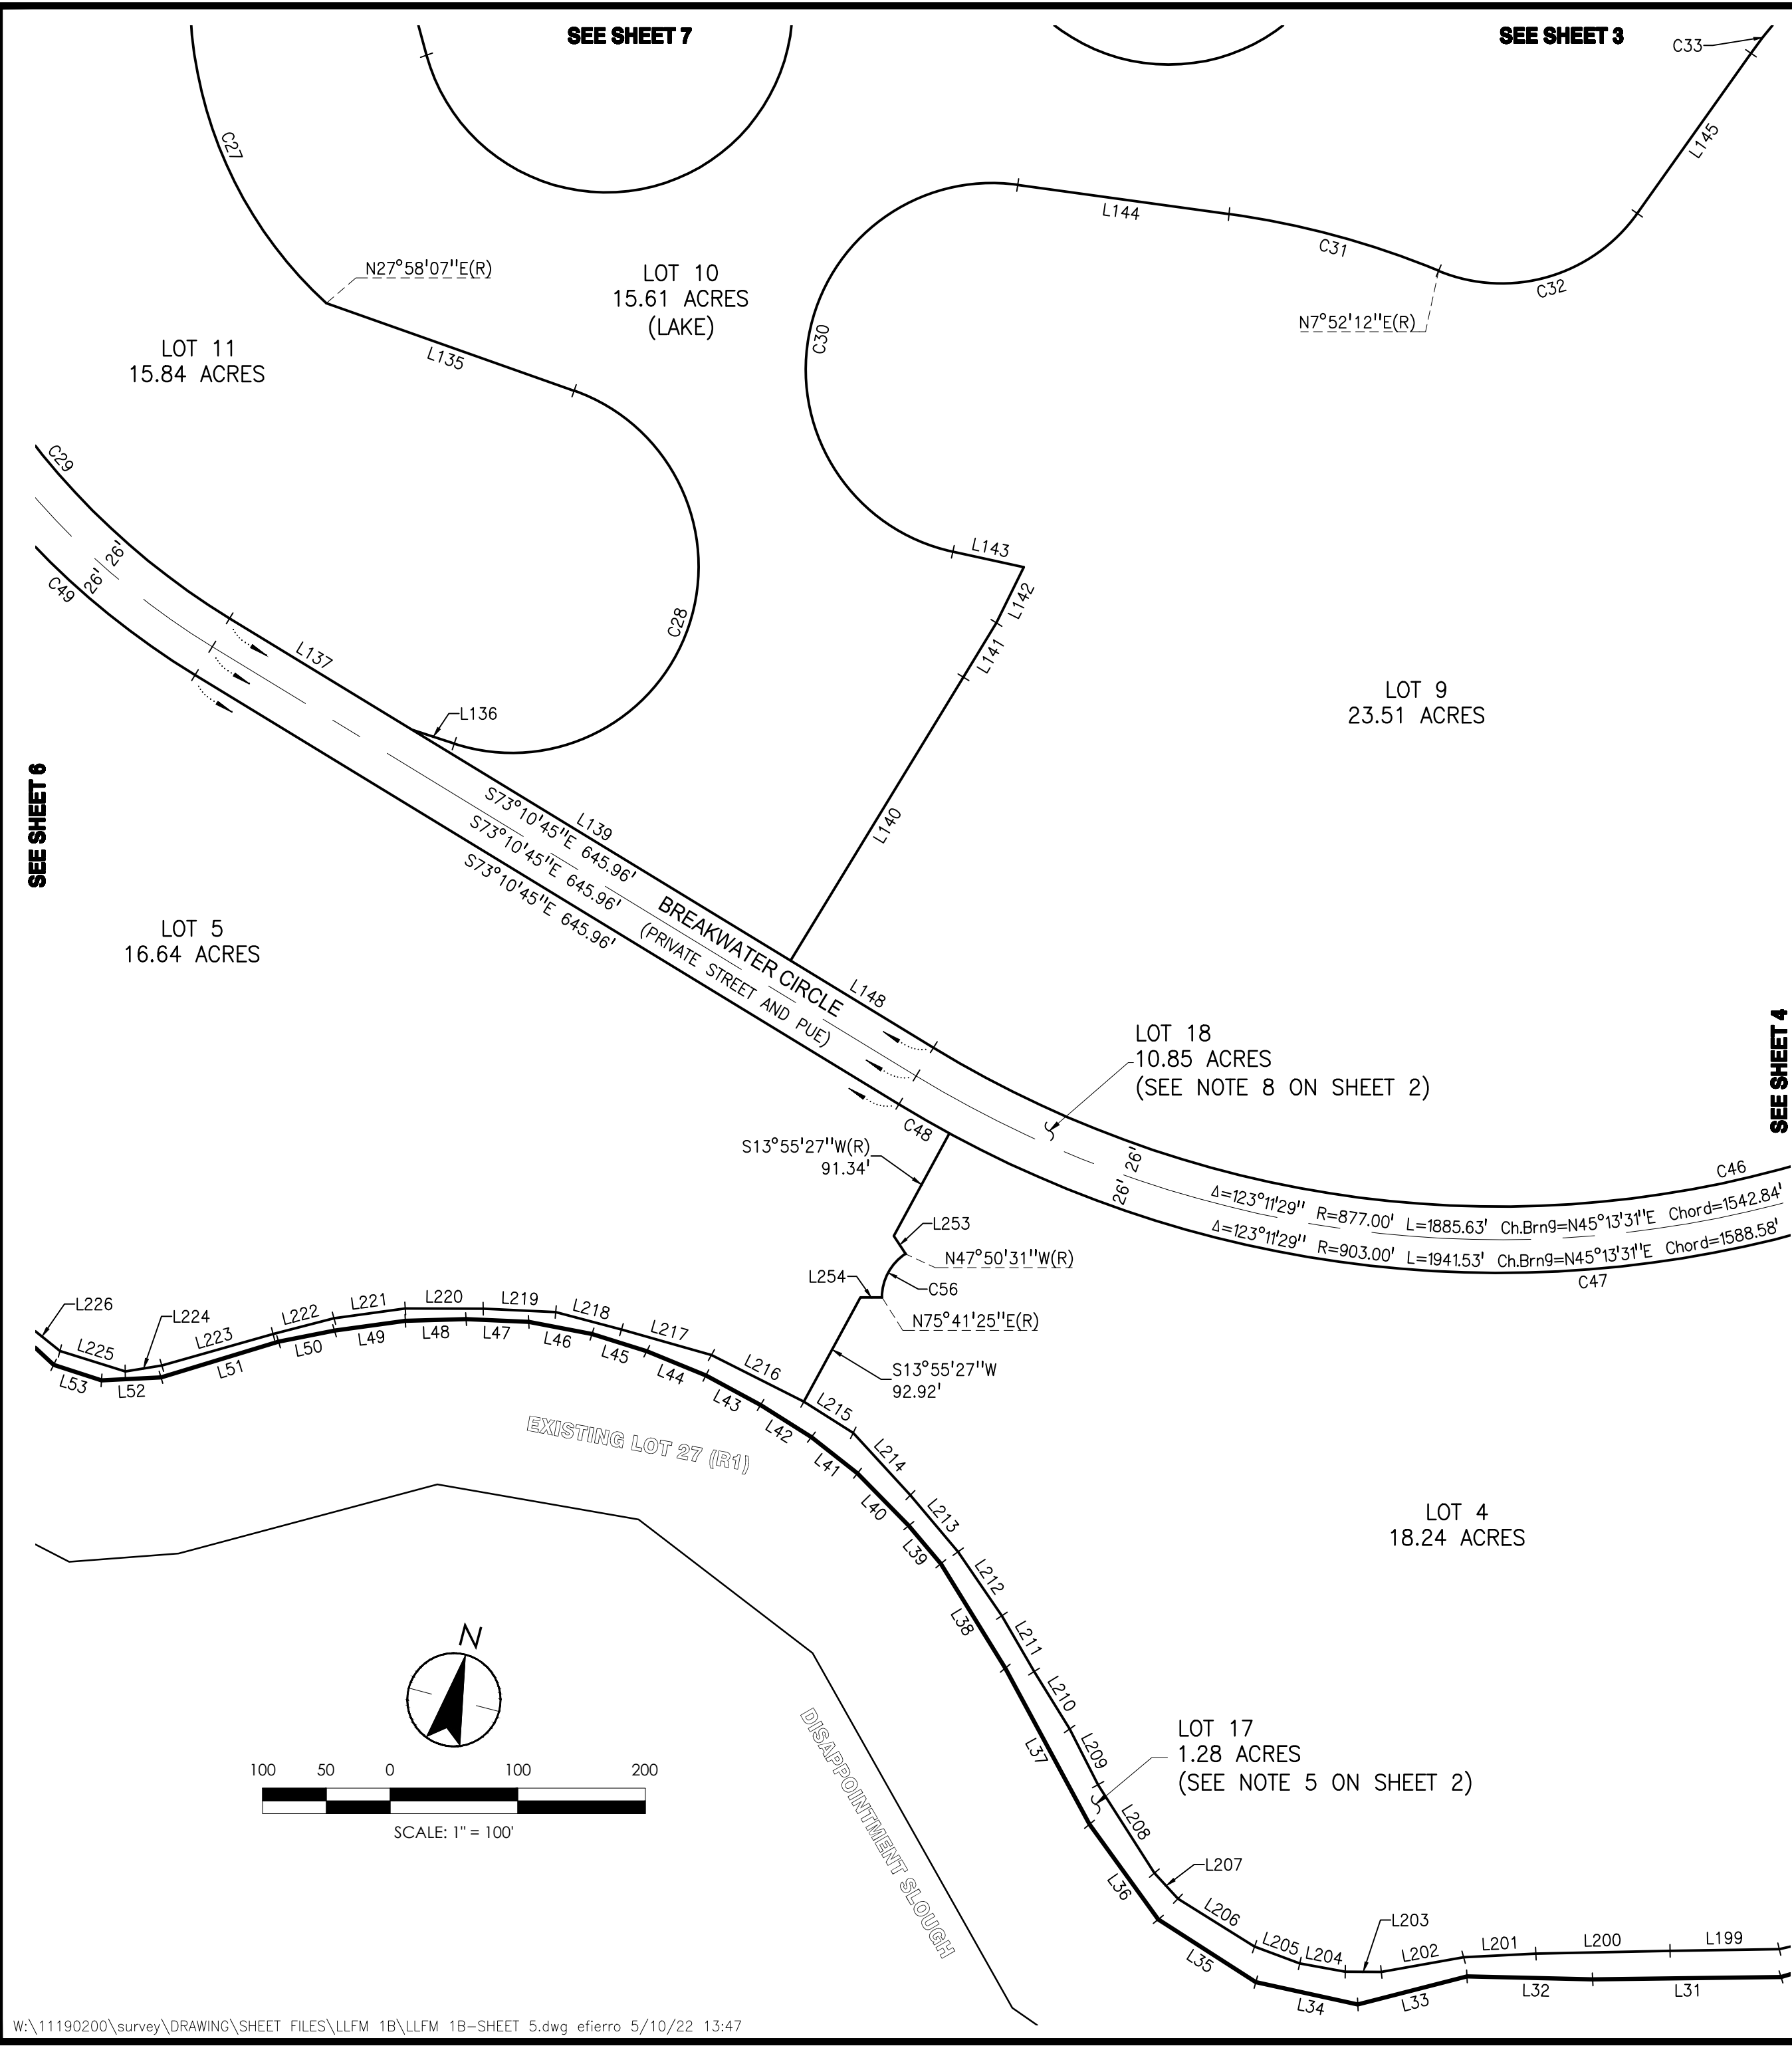 SEE SHEET 7
SEE SHEET 3
C33
C27
L145
L144
C31
C32
N27°58'07"E(R)
LOT 10
15.61 ACRES
(LAKE)
N7°52'12"E(R)
C30
LOT 11
15.84 ACRES
L135
C29
26'
26'
C49
L143
L142
L141
C28
L137
L136
LOT 9
23.51 ACRES
SEE SHEET 6
L139
L140
S73°10'45"E 645.96'
S73°10'45"E 645.96'
S73°10'45"E 645.96'
BREAKWATER CIRCLE
(PRIVATE STREET AND PUE)
LOT 5
16.64 ACRES
L148
LOT 18
10.85 ACRES
(SEE NOTE 8 ON SHEET 2)
SEE SHEET 4
C48
S13°55'27"W(R)
91.34'
26'
26'
C46
Δ=123°11'29" R=877.00' L=1885.63' Ch.Brng=N45°13'31"E Chord=1542.84'
Δ=123°11'29" R=903.00' L=1941.53' Ch.Brng=N45°13'31"E Chord=1588.58'
C47
L253
N47°50'31"W(R)
L254
C56
N75°41'25"E(R)
S13°55'27"W
92.92'
L226
L225
L224
L223
L222
L221
L220
L219
L218
L217
L216
L215
L214
L213
L212
L211
L210
L209
L208
L207
L206
L205
L204
L203
L202
L201
L200
L199
L53
L52
L51
L50
L49
L48
L47
L46
L45
L44
L43
L42
L41
L40
L39
L38
L37
L36
L35
L34
L33
L32
L31
EXISTING LOT 27 (R1)
LOT 4
18.24 ACRES
DISAPPOINTMENT SLOUGH
LOT 17
1.28 ACRES
(SEE NOTE 5 ON SHEET 2)
N
100 50 0 100 200
SCALE: 1" = 100'
W:\11190200\survey\DRAWING\SHEET FILES\LLFM 1B\LLFM 1B-SHEET 5.dwg efierro 5/10/22 13:47